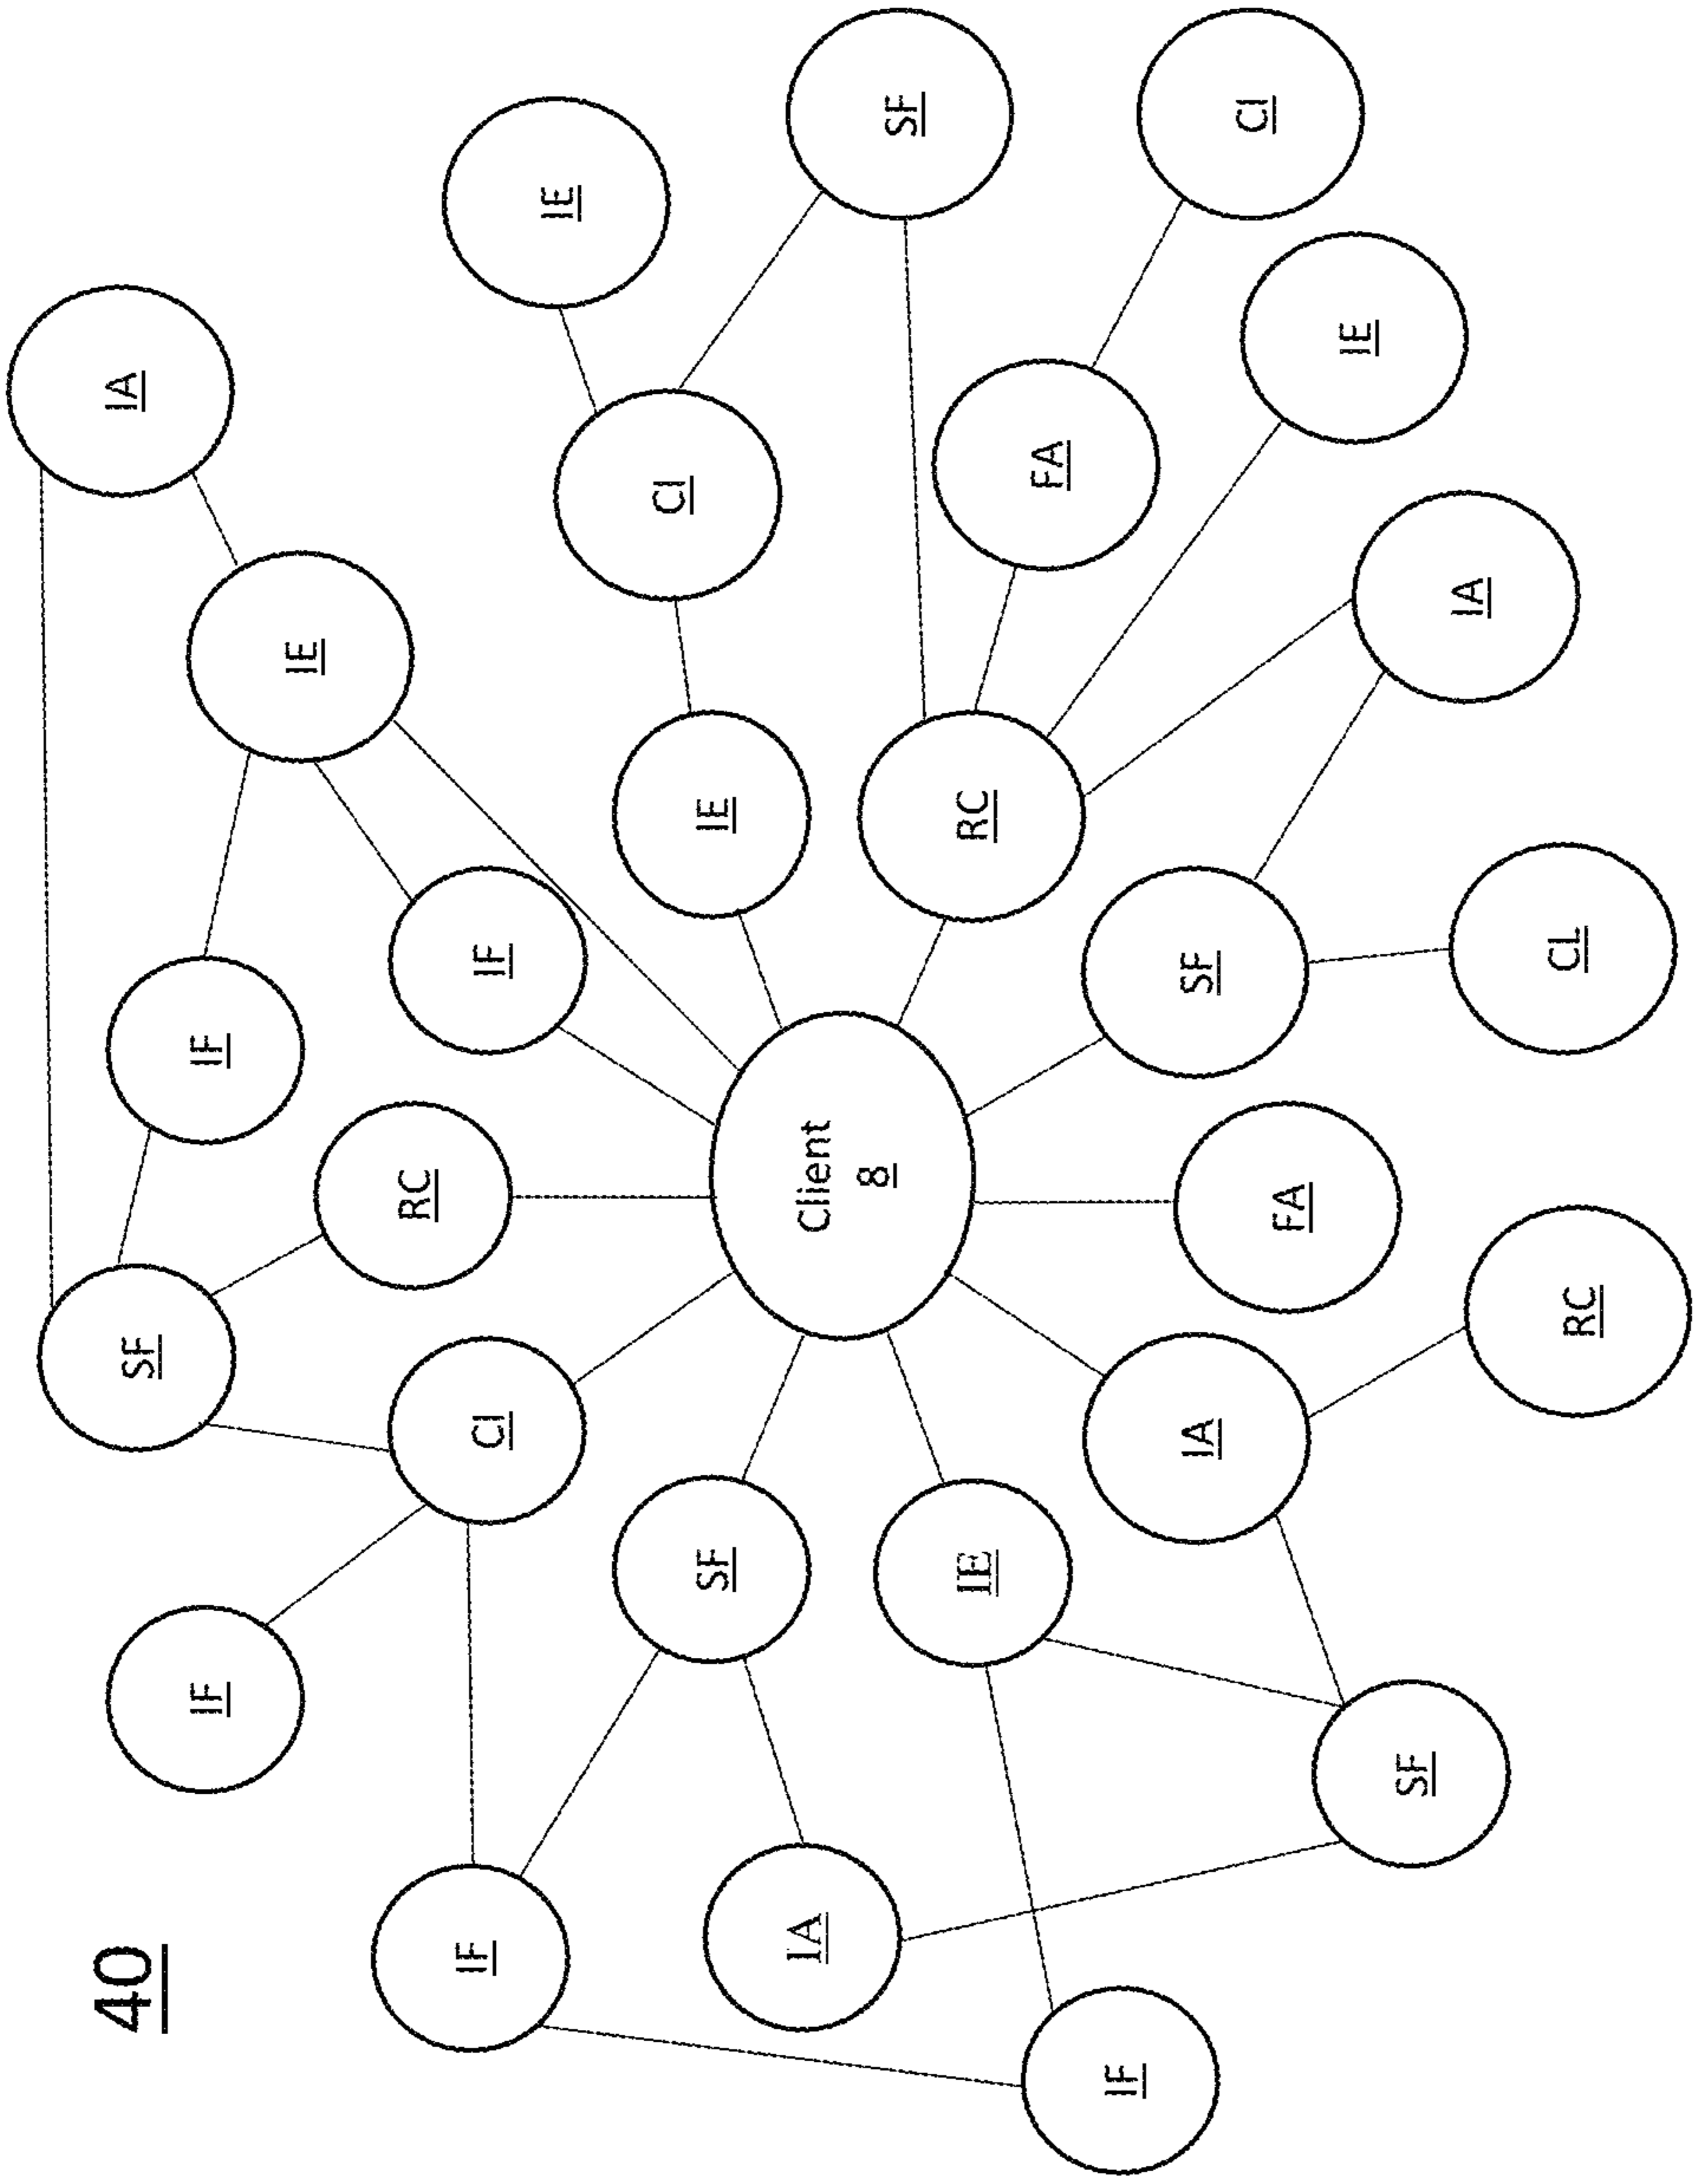 40
SF
IA
IF
IF
IE
RC
IF
CI
IF
IE
CI
SF
IE
IA
Client
8
SF
IE
RC
FA
IF
IA
SF
CI
FA
IE
SF
IA
CL
RC